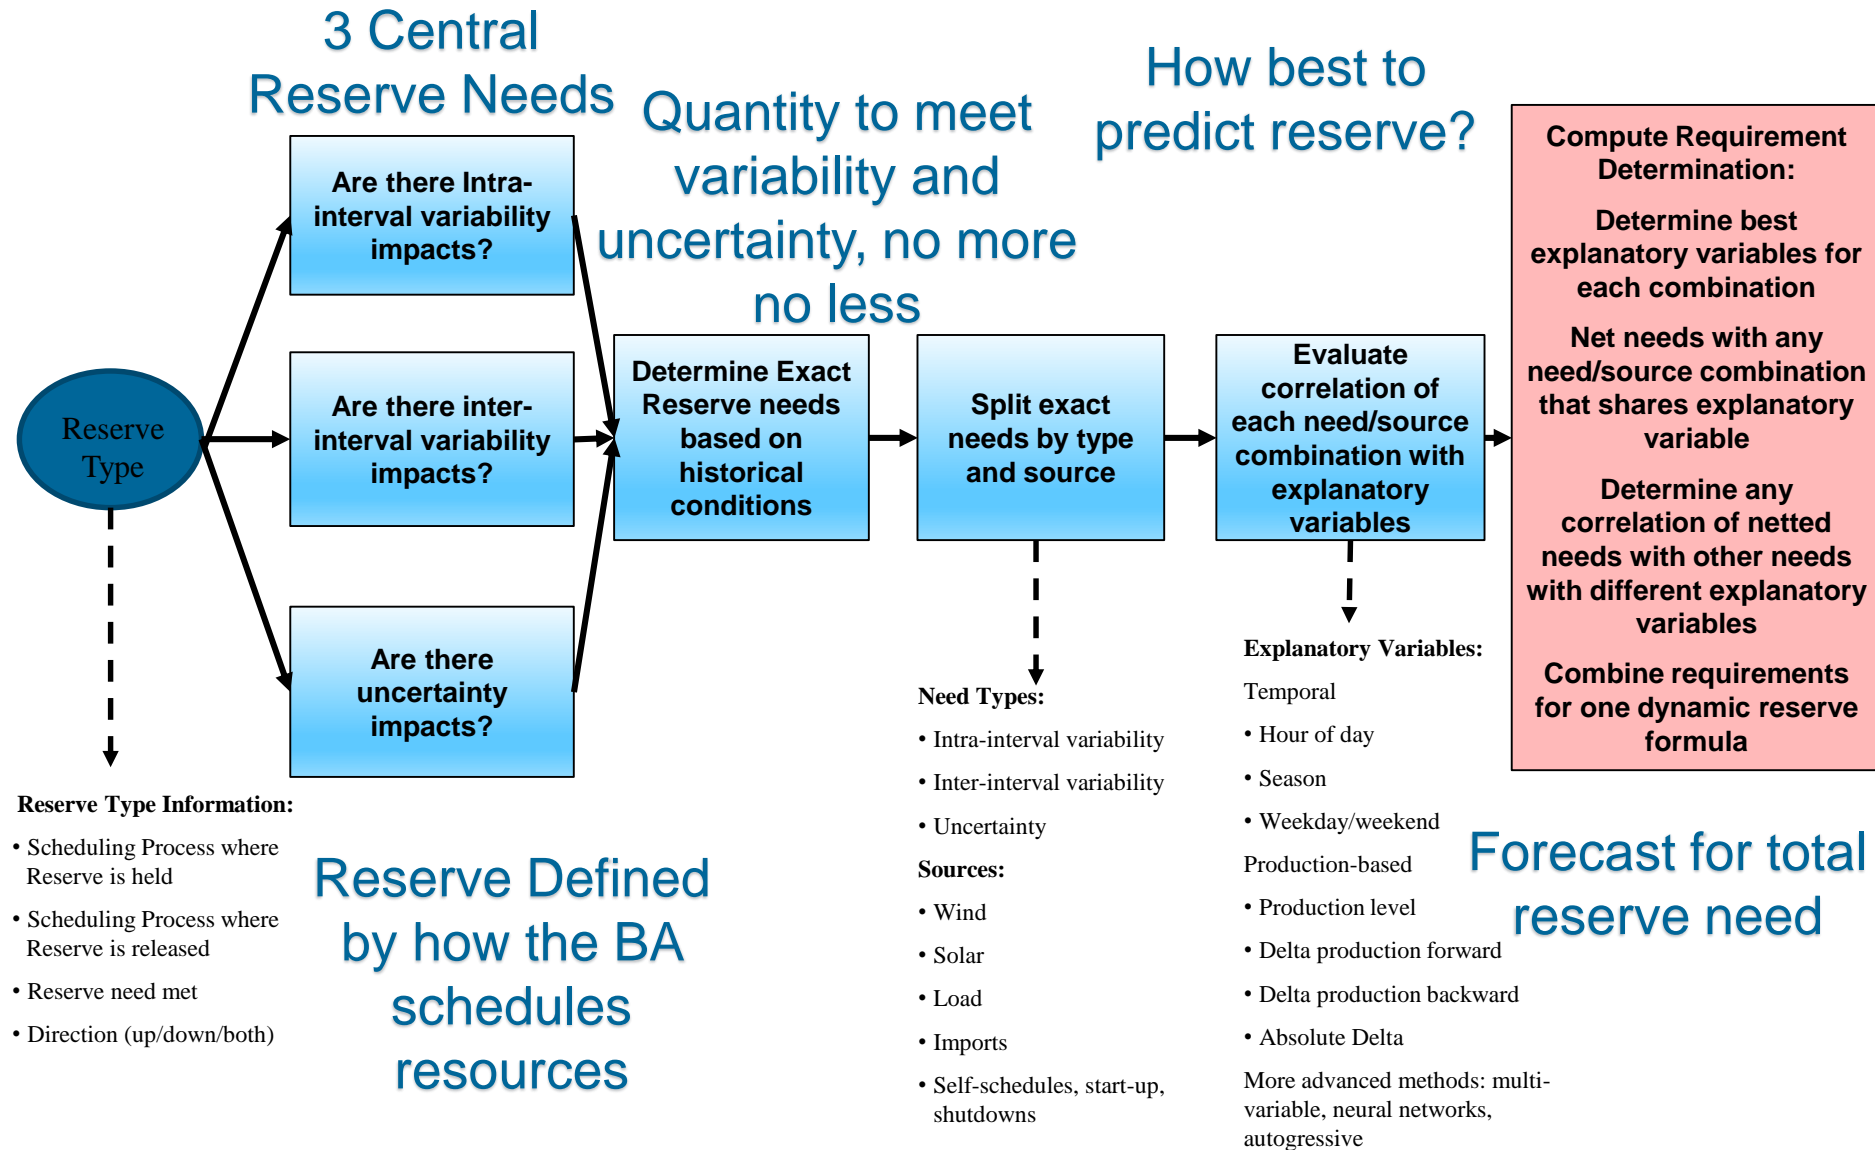 3 Central
Reserve Needs
Quantity to meet
variability and
uncertainty, no more
no less
How best to
predict reserve?
Reserve
Type
Are there Intra-
interval variability
impacts?
Are there inter-
interval variability
impacts?
Are there
uncertainty
impacts?
Determine Exact
Reserve needs
based on
historical
conditions
Split exact
needs by type
and source
Evaluate
correlation of
each need/source
combination with
explanatory
variables
Compute Requirement
Determination:
Determine best
explanatory variables for
each combination
Net needs with any
need/source combination
that shares explanatory
variable
Determine any
correlation of netted
needs with other needs
with different explanatory
variables
Combine requirements
for one dynamic reserve
formula
Reserve Type Information:
• Scheduling Process where
Reserve is held
• Scheduling Process where
Reserve is released
• Reserve need met
• Direction (up/down/both)
Reserve Defined
by how the BA
schedules
resources
Need Types:
• Intra-interval variability
• Inter-interval variability
• Uncertainty
Sources:
• Wind
• Solar
• Load
• Imports
• Self-schedules, start-up,
shutdowns
Explanatory Variables:
Temporal
• Hour of day
• Season
• Weekday/weekend
Production-based
• Production level
• Delta production forward
• Delta production backward
• Absolute Delta
More advanced methods: multi-
variable, neural networks,
autogressive
Forecast for total
reserve need